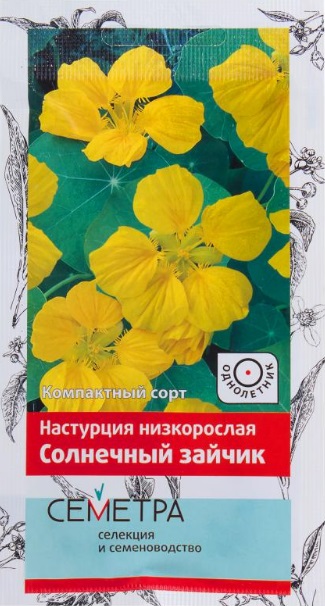 ОДНОЛЕТНИК
Компактный сорт
Настурция низкорослая
Солнечный зайчик
СЕМЕТРА
селекция
и семеноводство